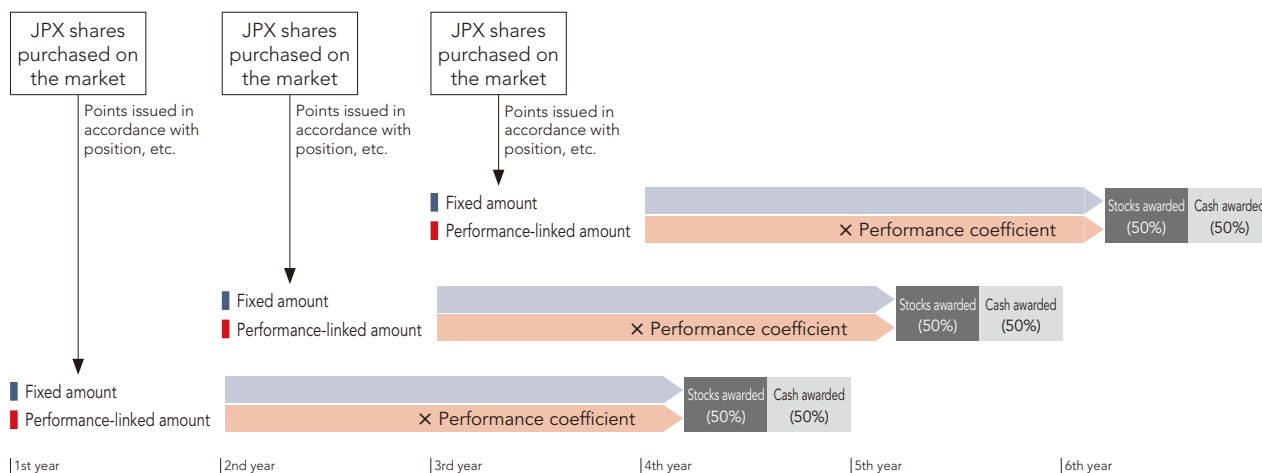 JPX shares
purchased on
the market
JPX shares
purchased on
the market
JPX shares
purchased on
the market
Points issued in
accordance with
position, etc.
Points issued in
accordance with
position, etc.
Points issued in
accordance with
position, etc.
Fixed amount
Performance-linked amount
× Performance coefficient
Stocks awarded
(50%)
Cash awarded
(50%)
Fixed amount
Performance-linked amount
× Performance coefficient
Stocks awarded
(50%)
Cash awarded
(50%)
Fixed amount
Performance-linked amount
× Performance coefficient
Stocks awarded
(50%)
Cash awarded
(50%)
1st year
2nd year
3rd year
4th year
5th year
6th year